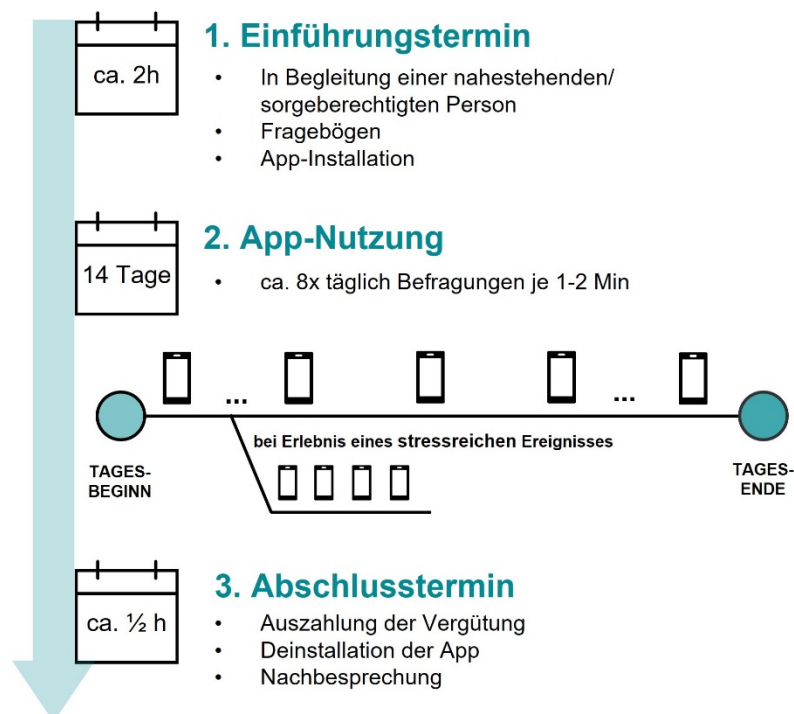 ca. 2h
1. Einführungstermin
• In Begleitung einer nahestehenden/
sorgeberechtigten Person
• Fragebögen
• App-Installation
14 Tage
2. App-Nutzung
• ca. 8x täglich Befragungen je 1-2 Min
... ...
bei Erlebnis eines stressreichen Ereignisses
TAGES-
BEGINN
TAGES-
ENDE
ca. ½ h
3. Abschlusstermin
• Auszahlung der Vergütung
• Deinstallation der App
• Nachbesprechung